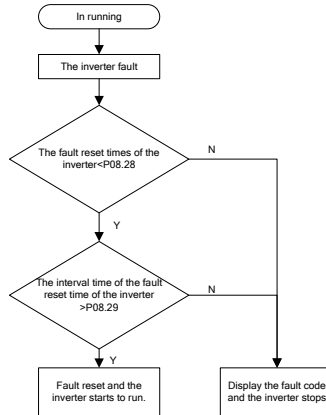 In running
The inverter fault
The fault reset times of the
inverter<P08.28
N
Y
The interval time of the fault
reset time of the inverter
>P08.29
N
Y
Fault reset and the
inverter starts to run.
Display the fault code
and the inverter stops